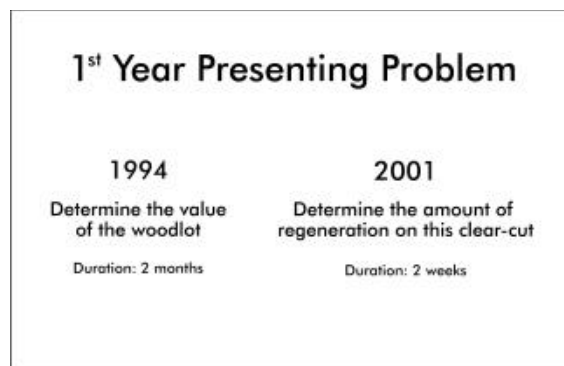 1st Year Presenting Problem
1994
Determine the value
of the woodlot
Duration: 2 months
2001
Determine the amount of
regeneration on this clear-cut
Duration: 2 weeks